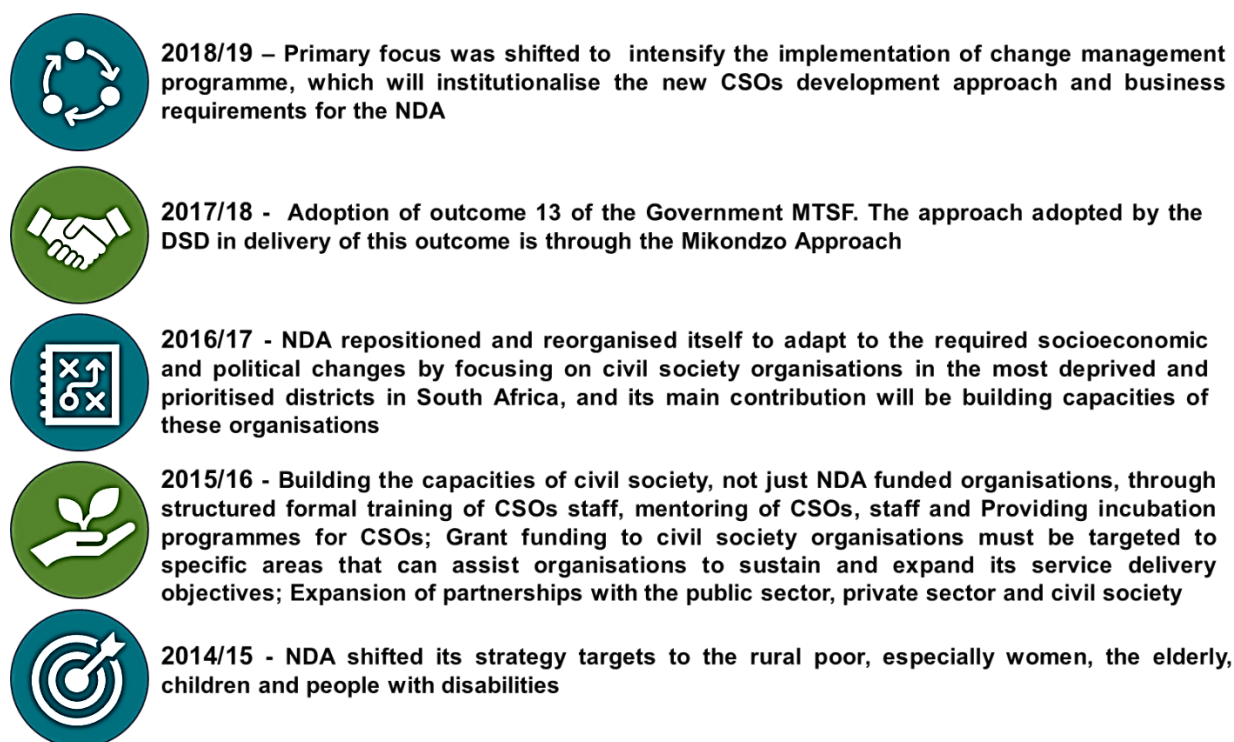 2018/19 – Primary focus was shifted to intensify the implementation of change management
programme, which will institutionalise the new CSOs development approach and business
requirements for the NDA
2017/18 - Adoption of outcome 13 of the Government MTSF. The approach adopted by the
DSD in delivery of this outcome is through the Mikondzo Approach
2016/17 - NDA repositioned and reorganised itself to adapt to the required socioeconomic
and political changes by focusing on civil society organisations in the most deprived and
prioritised districts in South Africa, and its main contribution will be building capacities of
these organisations
2015/16 - Building the capacities of civil society, not just NDA funded organisations, through
structured formal training of CSOs staff, mentoring of CSOs, staff and Providing incubation
programmes for CSOs; Grant funding to civil society organisations must be targeted to
specific areas that can assist organisations to sustain and expand its service delivery
objectives; Expansion of partnerships with the public sector, private sector and civil society
2014/15 - NDA shifted its strategy targets to the rural poor, especially women, the elderly,
children and people with disabilities